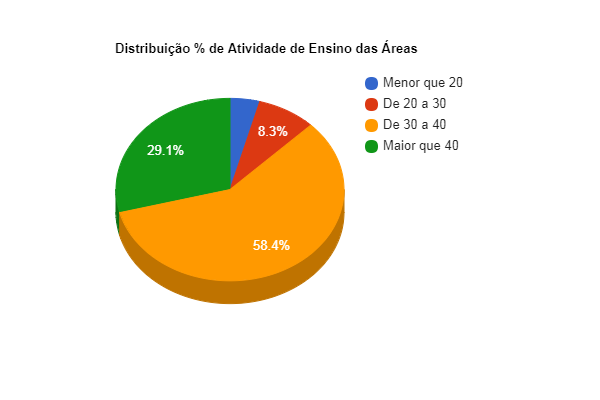 Distribuição % de Atividade de Ensino das Áreas
Menor que 20
De 20 a 30
De 30 a 40
Maior que 40
8.3%
29.1%
58.4%